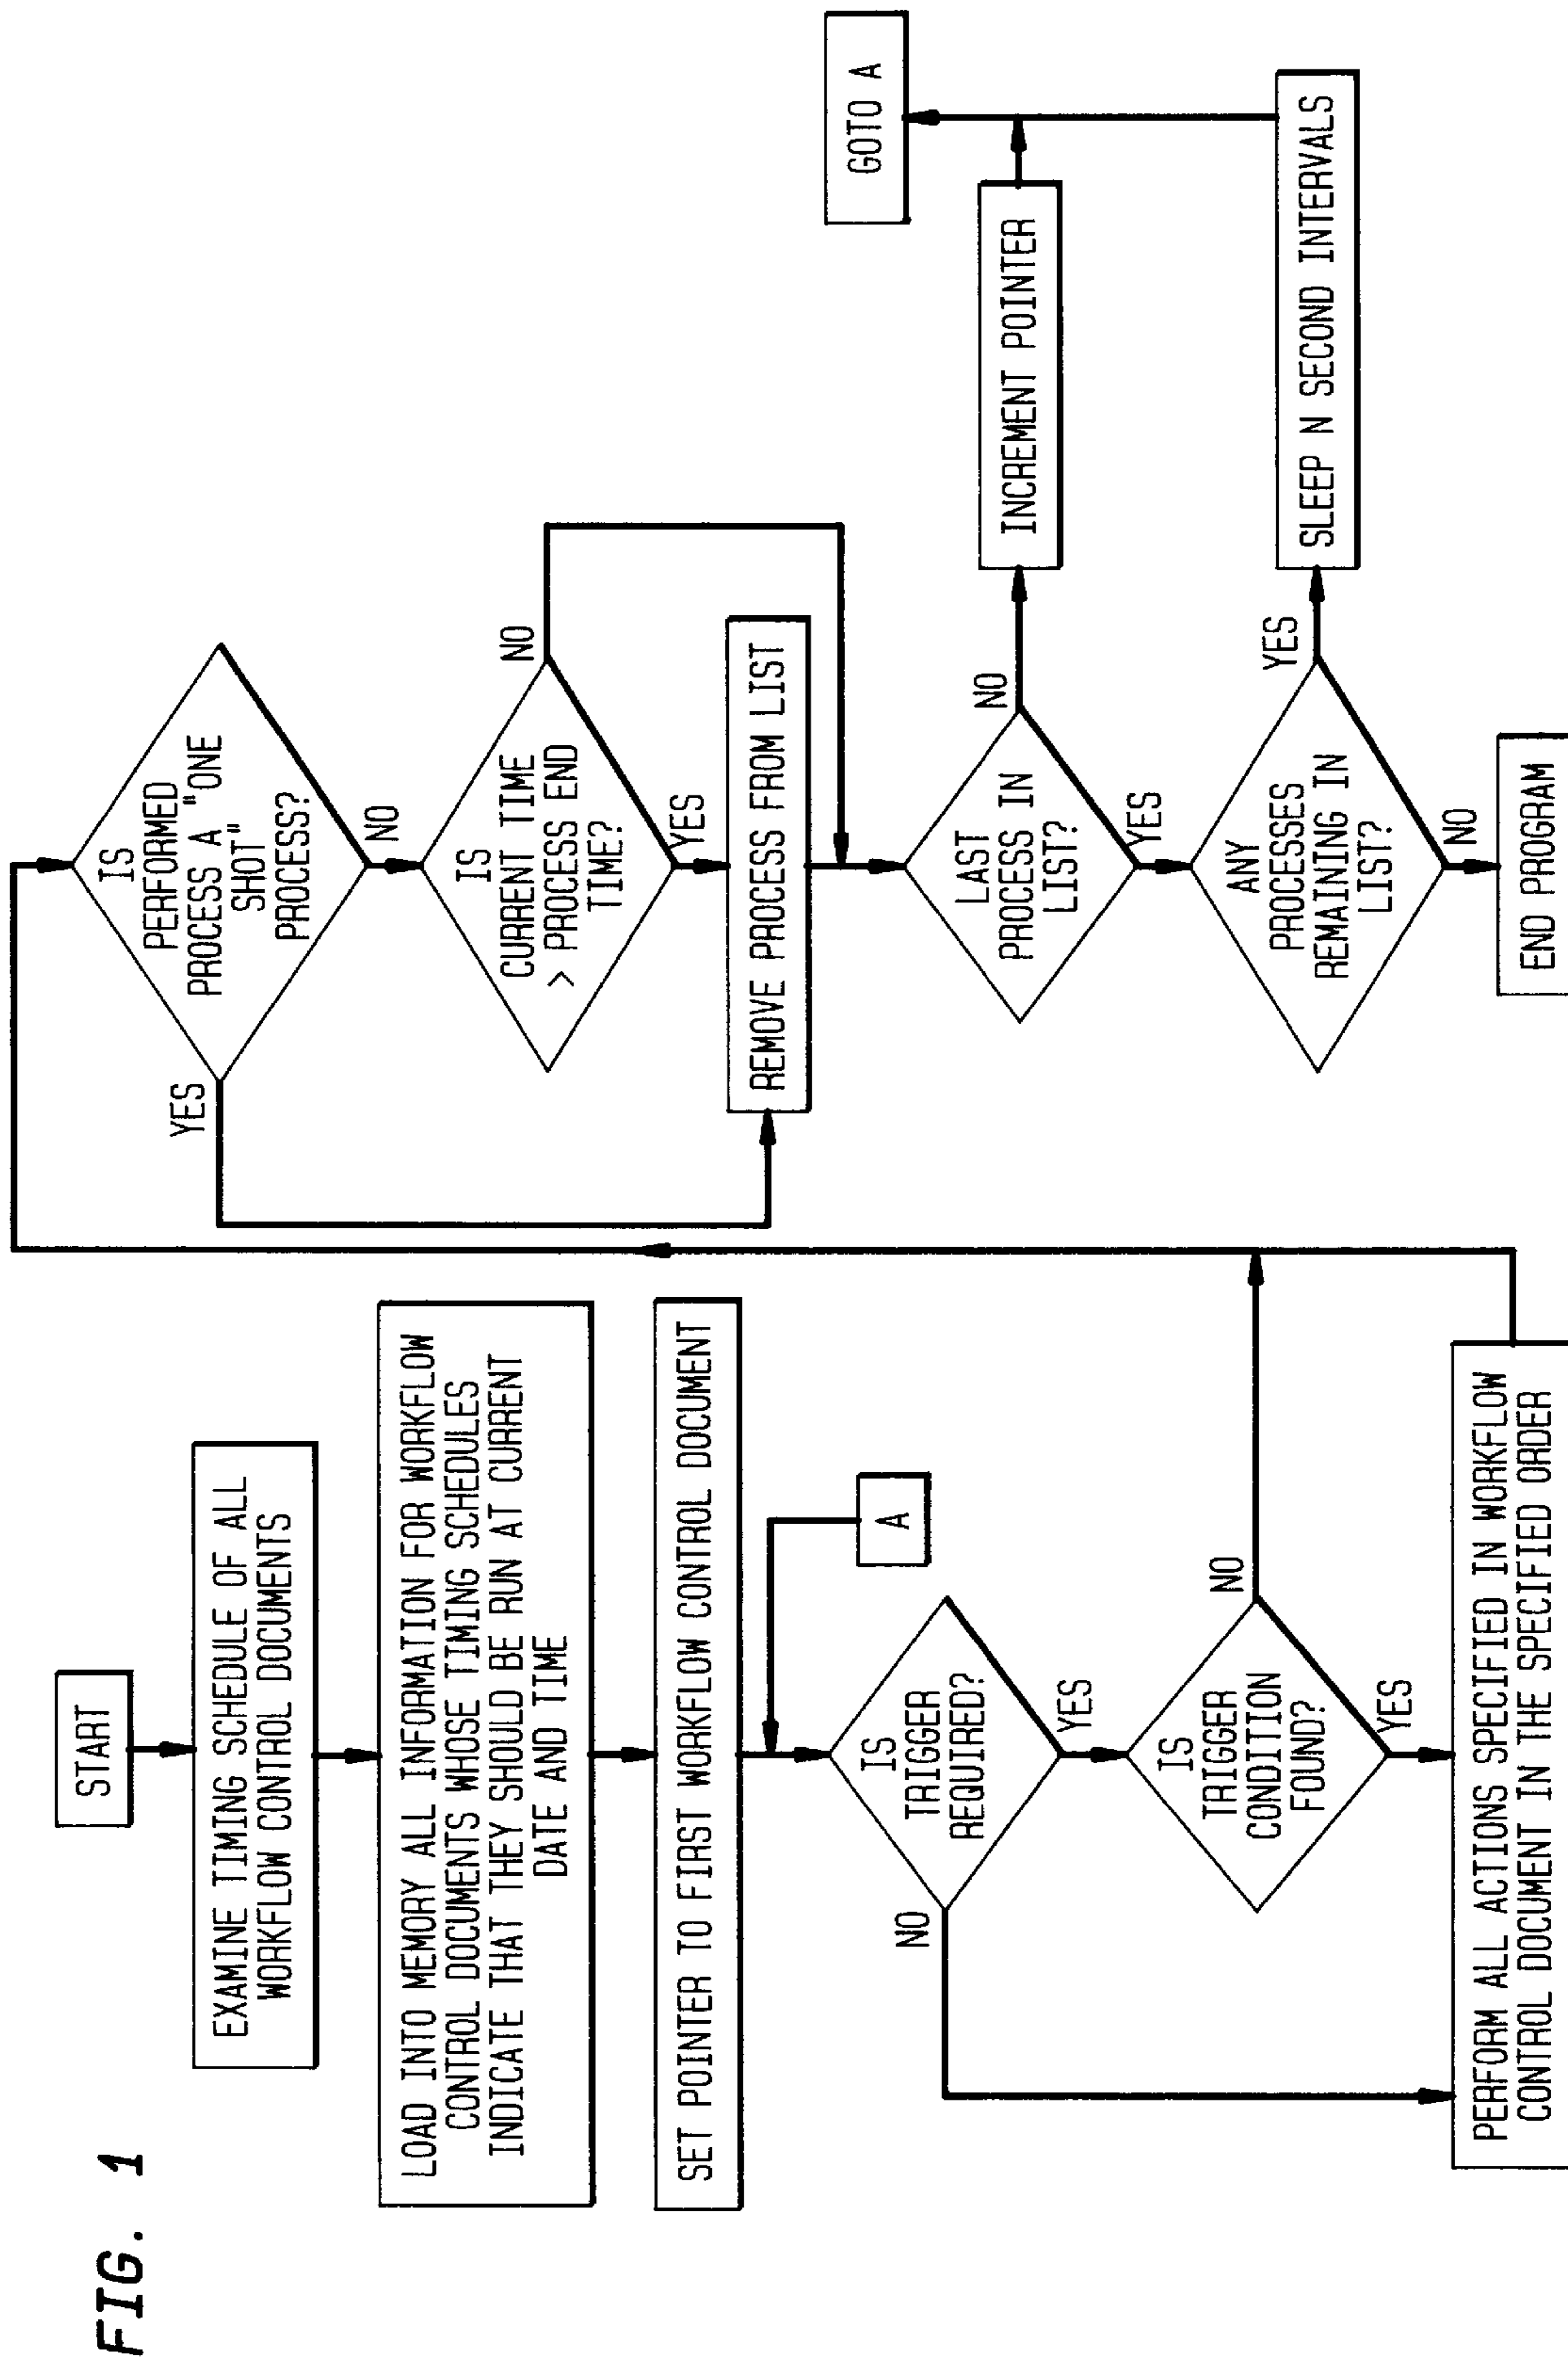 FIG. 1
START
EXAMINE TIMING SCHEDULE OF ALL
WORKFLOW CONTROL DOCUMENTS
LOAD INTO MEMORY ALL INFORMATION FOR WORKFLOW
CONTROL DOCUMENTS WHOSE TIMING SCHEDULES
INDICATE THAT THEY SHOULD BE RUN AT CURRENT
DATE AND TIME
SET POINTER TO FIRST WORKFLOW CONTROL DOCUMENT
A
IS
TRIGGER
REQUIRED?
NO
YES
IS
TRIGGER
CONDITION
FOUND?
NO
YES
PERFORM ALL ACTIONS SPECIFIED IN WORKFLOW
CONTROL DOCUMENT IN THE SPECIFIED ORDER
IS
PERFORMED
PROCESS A "ONE
SHOT"
PROCESS?
YES
NO
IS
CURRENT TIME
> PROCESS END
TIME?
NO
YES
REMOVE PROCESS FROM LIST
LAST
PROCESS IN
LIST?
NO
YES
INCREMENT POINTER
GOTO A
ANY
PROCESSES
REMAINING IN
LIST?
YES
NO
SLEEP N SECOND INTERVALS
END PROGRAM